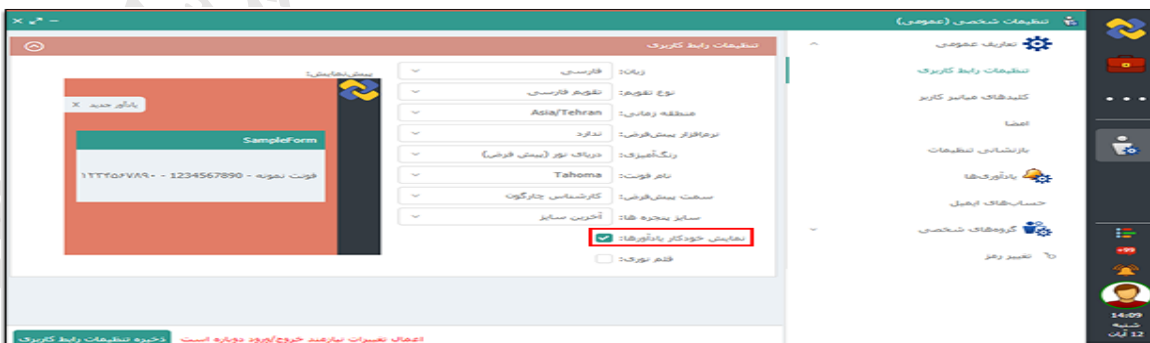 تنظیمات شخصی (عمومی)
تعاریف عمومی
تنظیمات رابط کاربری
کلیدهای میانبر کاربر
امضا
بازنشانی تنظیمات
یادآوری‌ها
حساب‌های ایمیل
گروه‌های شخصی
تغییر رمز
تنظیمات رابط کاربری
زبان: فارسی
نوع تقویم: تقویم فارسی
منطقه زمانی: Asia/Tehran
نرم‌افزار پیش‌فرض: ندارد
رنگ‌آمیزی: دریای نور (پیش فرض)
نام فونت: Tahoma
سمت پیش‌فرض: کارشناس چارگون
سایز پنجره ها: آخرین سایز
نمایش خودکار یادآورها:
قلم نوری:
پیش‌نمایش:
یادآور جدید X
SampleForm
فونت نمونه - 1234567890 - ۱۲۳۴۵۶۷۸۹۰
اعمال تغییرات نیازمند خروج/ورود دوباره است
ذخیره تنظیمات رابط کاربری
+99
14:09
شنبه
12 آبان